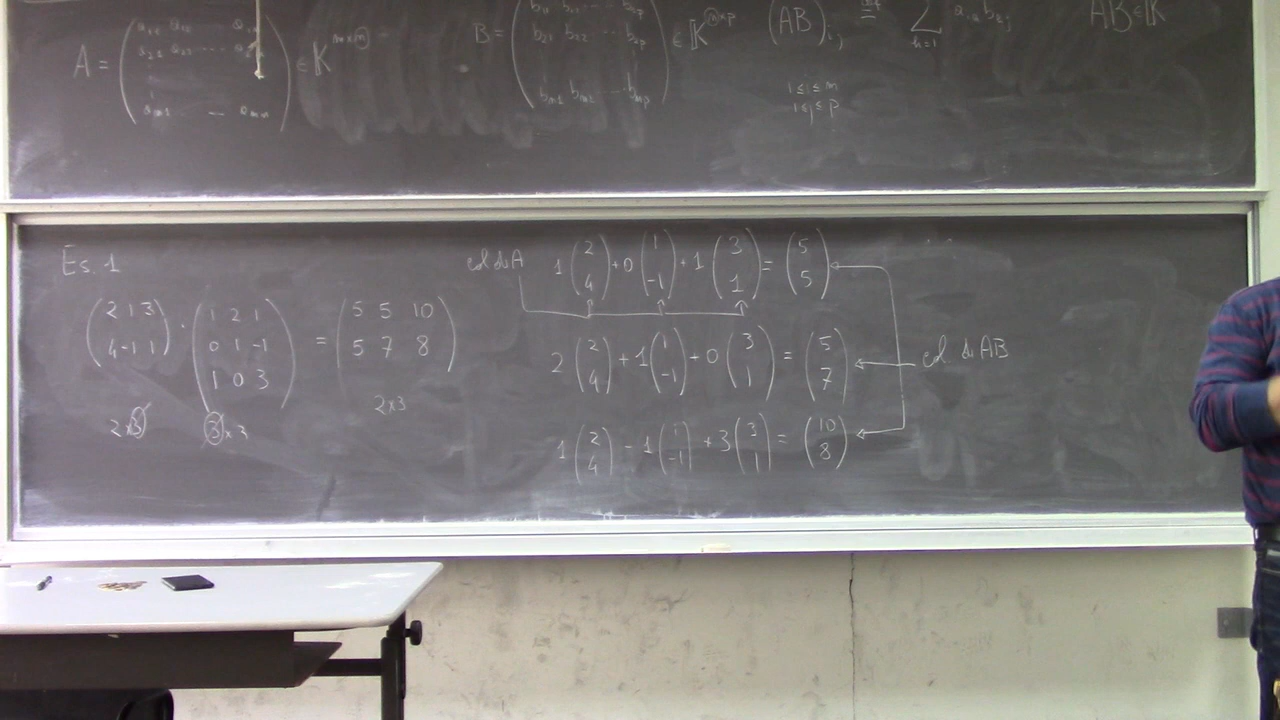 A = ( a₁₁ a₁₂ ⋯ a₁ₙ
a₂₁ a₂₂ ⋯ a₂ₙ
⋮
aₘ₁ ⋯ aₘₙ ) ∈ K^{m×n}
B = ( b₁₁ b₁₂ ⋯ b₁ₚ
b₂₁ b₂₂ ⋯ b₂ₚ
⋮
bₙ₁ bₙ₂ ⋯ bₙₚ ) ∈ K^{n×p}
(AB)ᵢⱼ =
1≤i≤m
1≤j≤p
AB ∈ K
Es. 1
( 2 1 3
4 -1 1 ) · ( 1 2 1
0 1 -1
1 0 3 ) = ( 5 5 10
5 7 8 )
2×3 3×3 2×3
col di A
1 (2 4) + 0 (1 -1) + 1 (3 1) = (5 5)
2 (2 4) + 1 (1 -1) + 0 (3 1) = (5 7)
col. di AB
1 (2 4) - 1 (1 -1) + 3 (3 1) = (10 8)